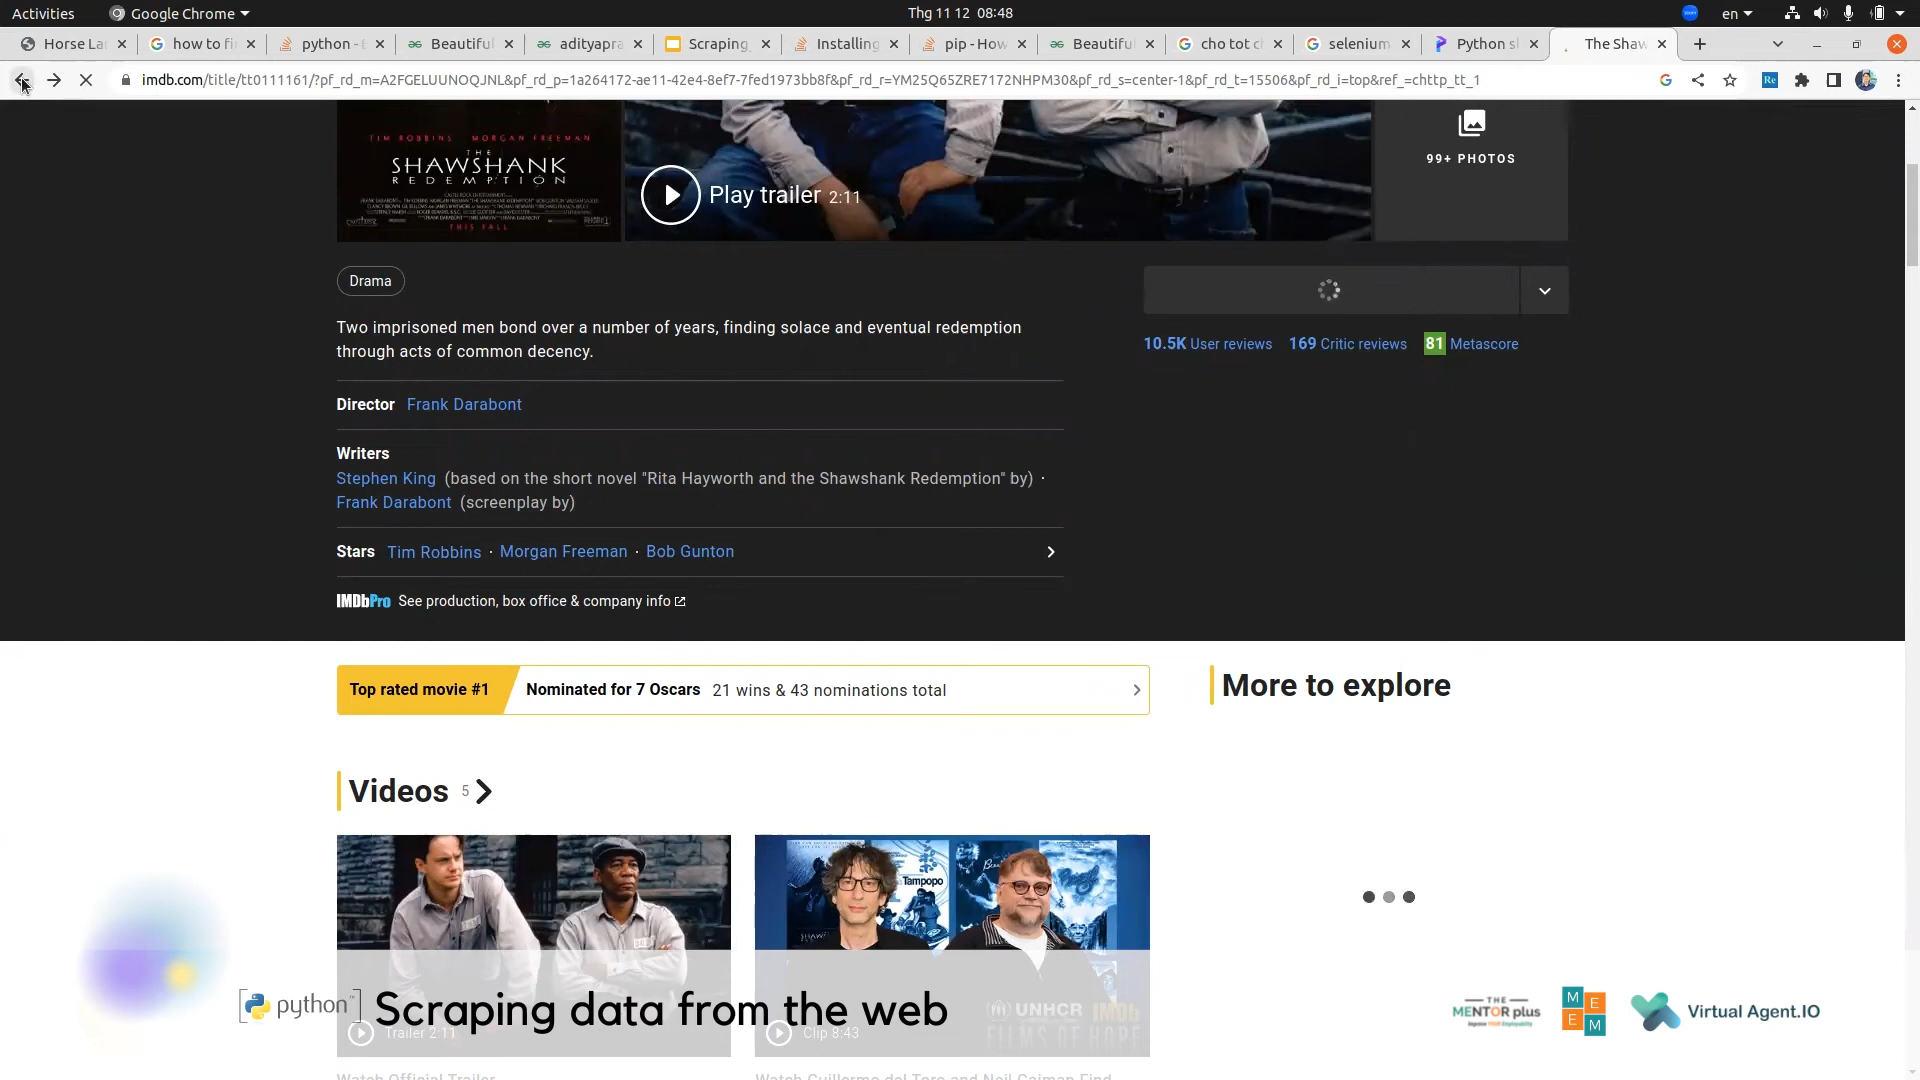 Activities
Google Chrome
Thg 11 12 08:48
en
Horse La
how to fi
python -
Beautiful
adityapra
Scraping
Installing
pip - How
Beautiful
cho tot c
selenium
Python s
The Shaw
imdb.com/title/tt0111161/?pf_rd_m=A2FGELUUNOQJNL&pf_rd_p=1a264172-ae11-42e4-8ef7-7fed1973bb8f&pf_rd_r=YM25Q65ZRE7172NHPM30&pf_rd_s=center-1&pf_rd_t=15506&pf_rd_i=top&ref_=chttp_tt_1
TIM ROBBINS MORGAN FREEMAN
THE
SHAWSHANK
REDEMPTION
THIS FALL
Play trailer 2:11
99+ PHOTOS
Drama
Two imprisoned men bond over a number of years, finding solace and eventual redemption
through acts of common decency.
10.5K User reviews 169 Critic reviews 81 Metascore
Director Frank Darabont
Writers
Stephen King (based on the short novel "Rita Hayworth and the Shawshank Redemption" by) ·
Frank Darabont (screenplay by)
Stars Tim Robbins · Morgan Freeman · Bob Gunton
IMDbPro See production, box office & company info
Top rated movie #1 Nominated for 7 Oscars 21 wins & 43 nominations total
More to explore
Videos 5
Tampopo
UNHCR IMDb
FILMS OF HOPE
Trailer 2:11
Clip 8:43
python Scraping data from the web
THE
MENTOR plus
Improve YOUR Employability
M
E E
M
Virtual Agent.IO
Watch Official Trailer
Watch Guillermo del Toro and Neil Gaiman Find